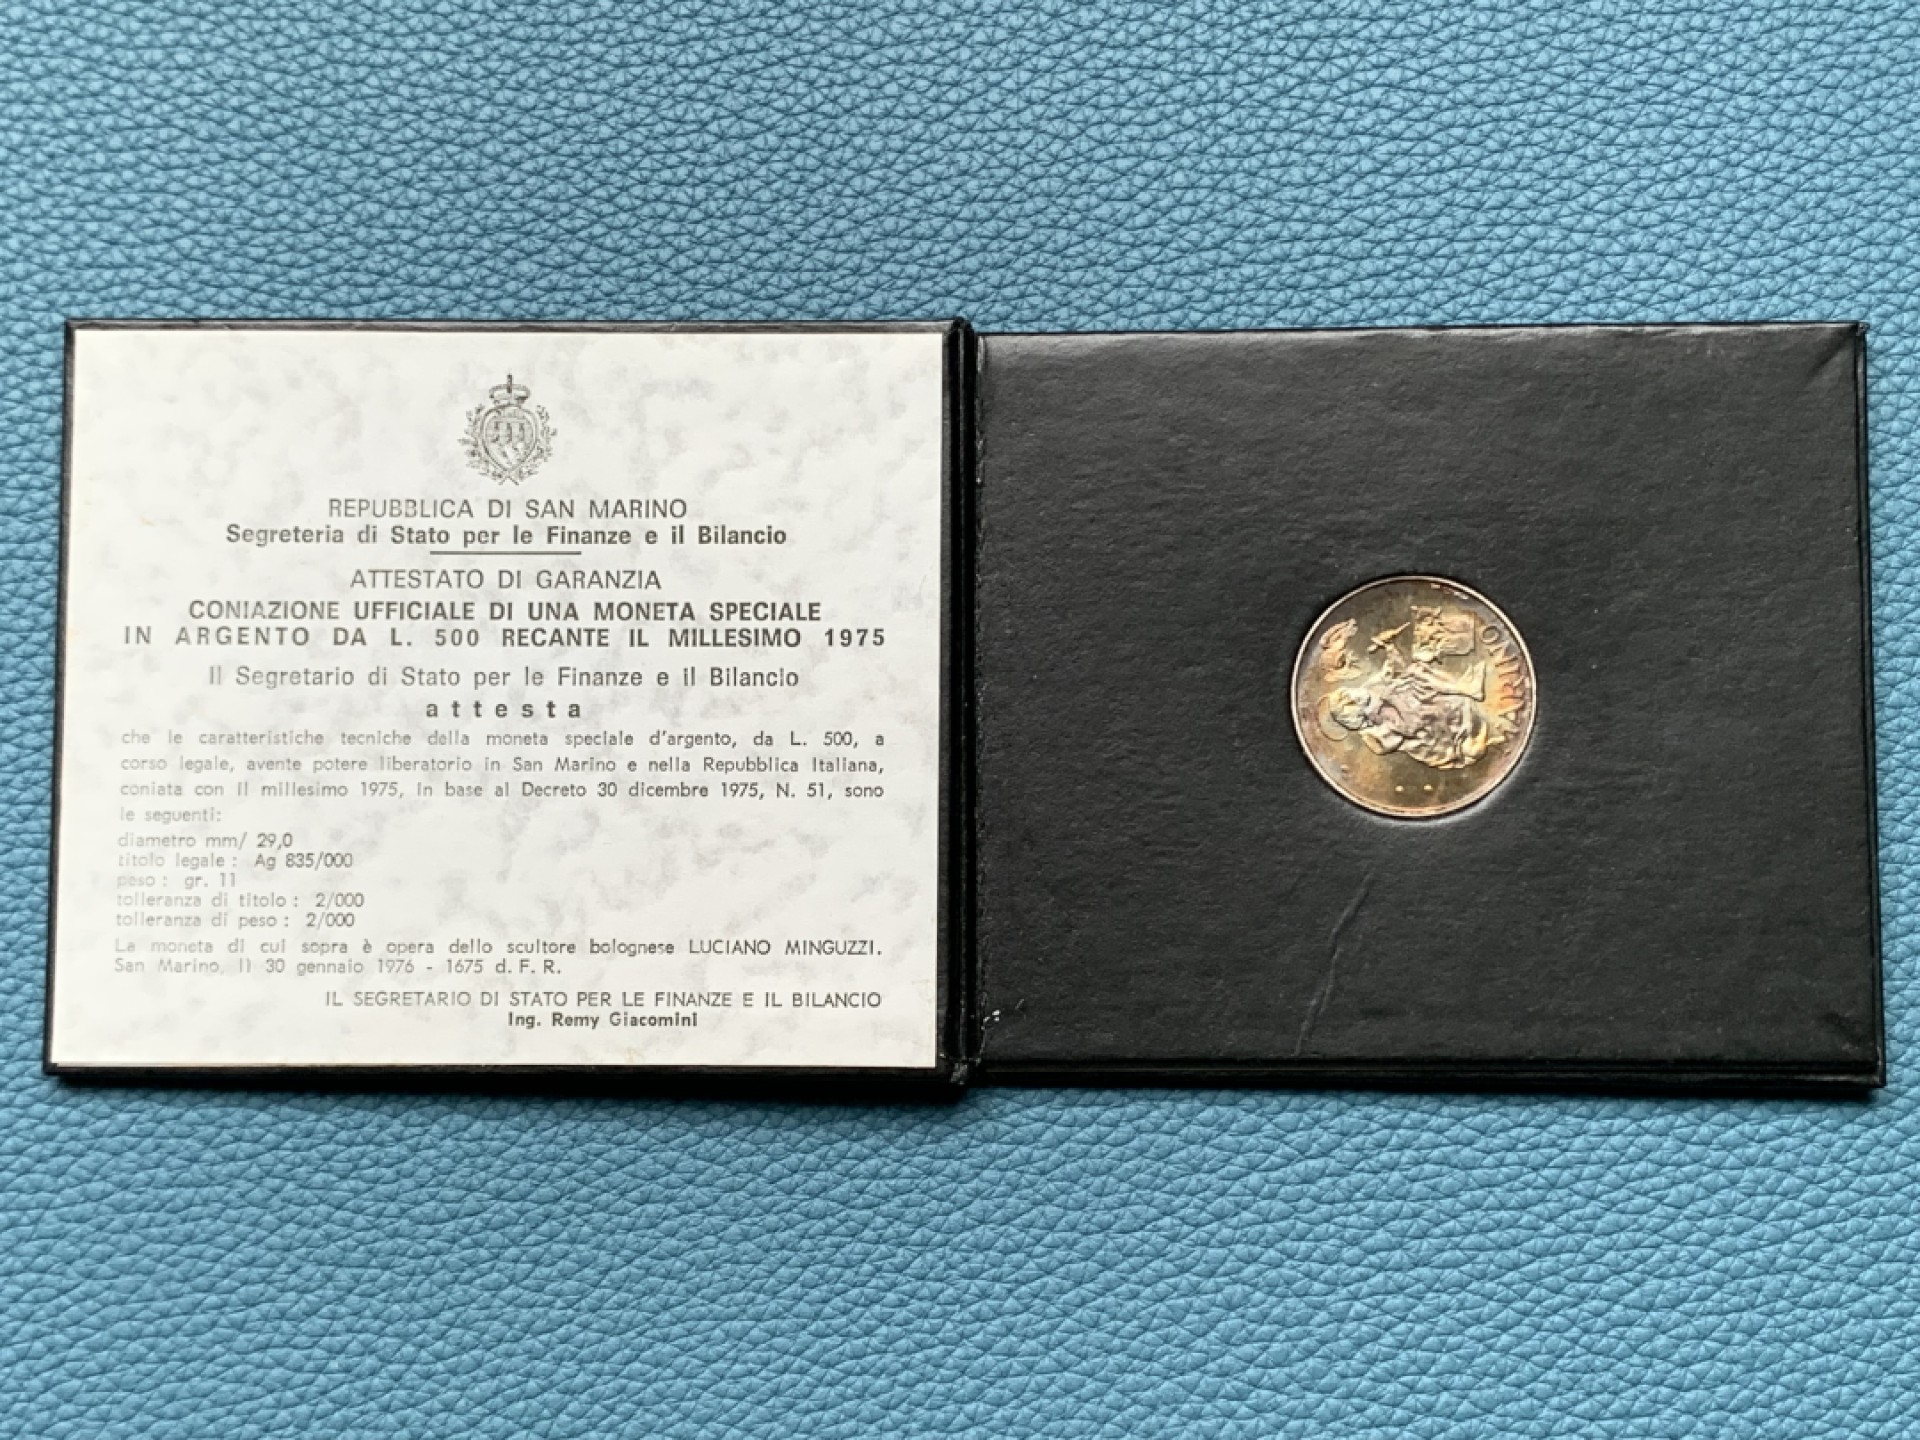 REPUBBLICA DI SAN MARINO
Segreteria di Stato per le Finanze e il Bilancio
ATTESTATO DI GARANZIA
CONIAZIONE UFFICIALE DI UNA MONETA SPECIALE
IN ARGENTO DA L. 500 RECANTE IL MILLESIMO 1975
Il Segretario di Stato per le Finanze e il Bilancio
attesta
che le caratteristiche tecniche della moneta speciale d'argento, da L. 500, a
corso legale, avente potere liberatorio in San Marino e nella Repubblica Italiana,
coniata con il millesimo 1975, in base al Decreto 30 dicembre 1975, N. 51, sono
le seguenti:
diametro mm/ 29,0
titolo legale : Ag 835/000
peso : gr. 11
tolleranza di titolo : 2/000
tolleranza di peso : 2/000
La moneta di cui sopra è opera dello scultore bolognese LUCIANO MINGUZZI.
San Marino, il 30 gennaio 1976 - 1675 d. F. R.
IL SEGRETARIO DI STATO PER LE FINANZE E IL BILANCIO
Ing. Remy Giacomini
MARINO